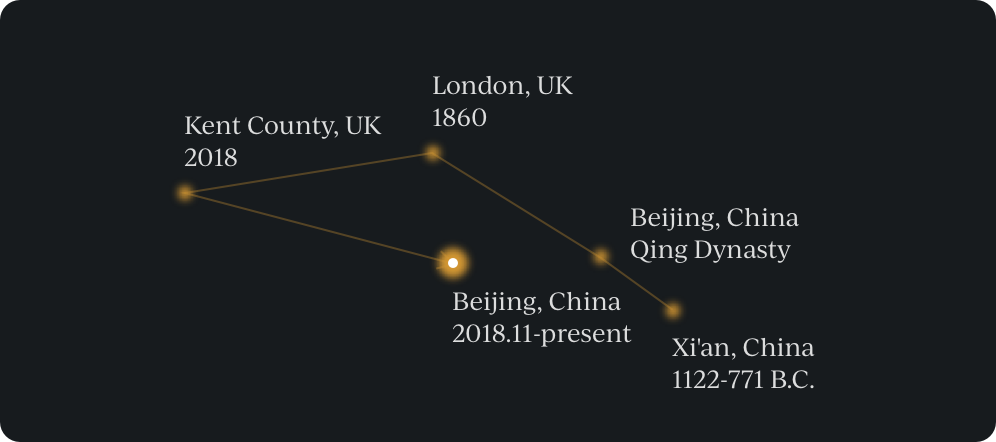 London, UK
1860
Kent County, UK
2018
Beijing, China
Qing Dynasty
Beijing, China
2018.11-present
Xi'an, China
1122-771 B.C.